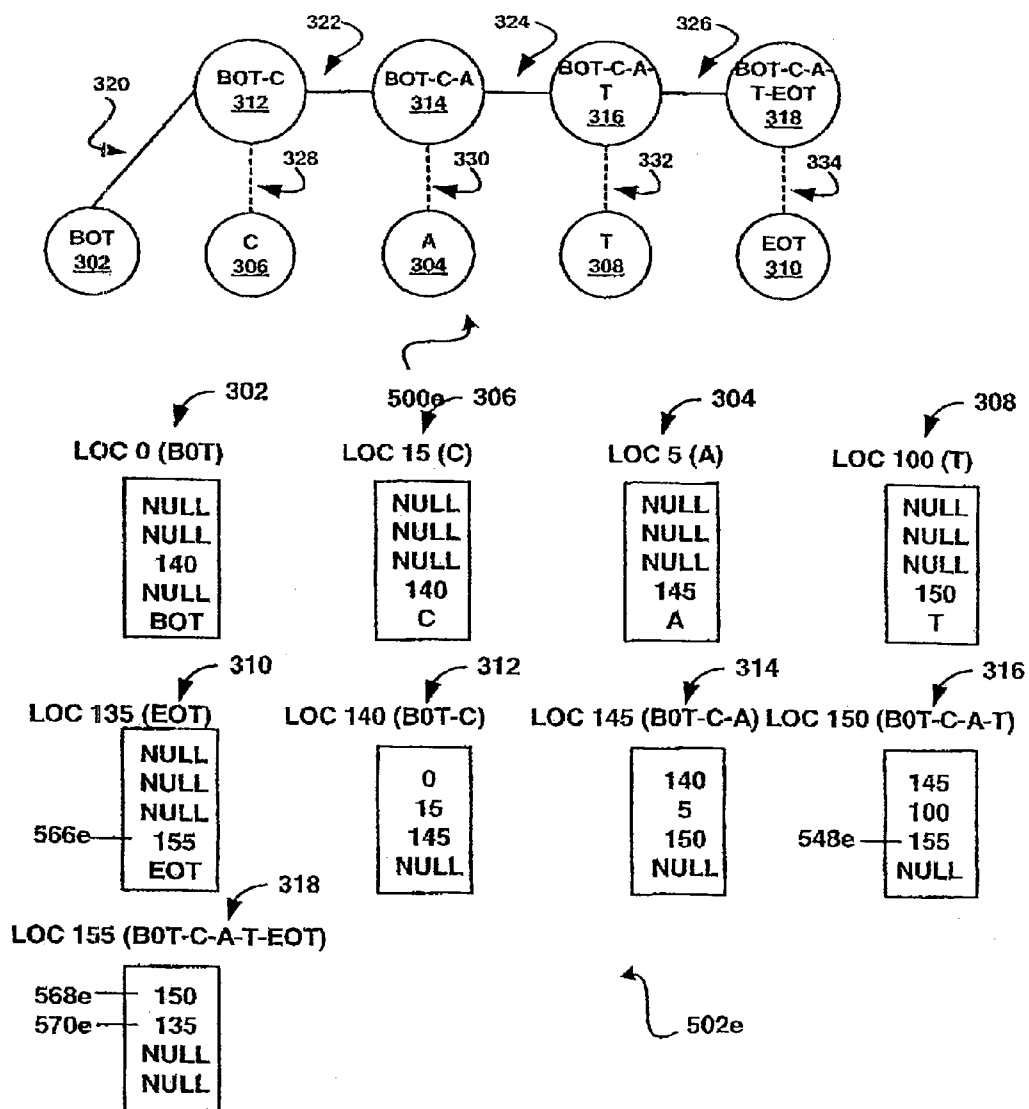 322
324
326
320
BOT-C
312
BOT-C-A
314
BOT-C-A-
T
316
BOT-C-A-
T-EOT
318
328
330
332
334
BOT
302
C
306
A
304
T
308
EOT
310
500e
302
306
304
308
LOC 0 (B0T)
LOC 15 (C)
LOC 5 (A)
LOC 100 (T)
NULL
NULL
140
NULL
BOT
NULL
NULL
NULL
140
C
NULL
NULL
NULL
145
A
NULL
NULL
NULL
150
T
310
312
314
316
LOC 135 (EOT)
LOC 140 (B0T-C)
LOC 145 (B0T-C-A)
LOC 150 (B0T-C-A-T)
NULL
NULL
NULL
566e
155
EOT
0
15
145
NULL
140
5
150
NULL
145
100
548e
155
NULL
318
LOC 155 (B0T-C-A-T-EOT)
568e
150
570e
135
NULL
NULL
502e